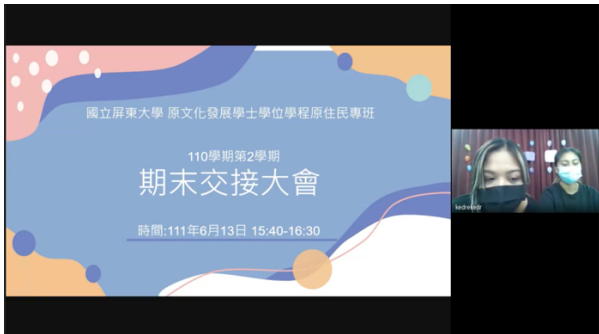 國立屏東大學 原文化發展學士學位學程原住民專班
110學期第2學期
期末交接大會
時間:111年6月13日 15:40-16:30